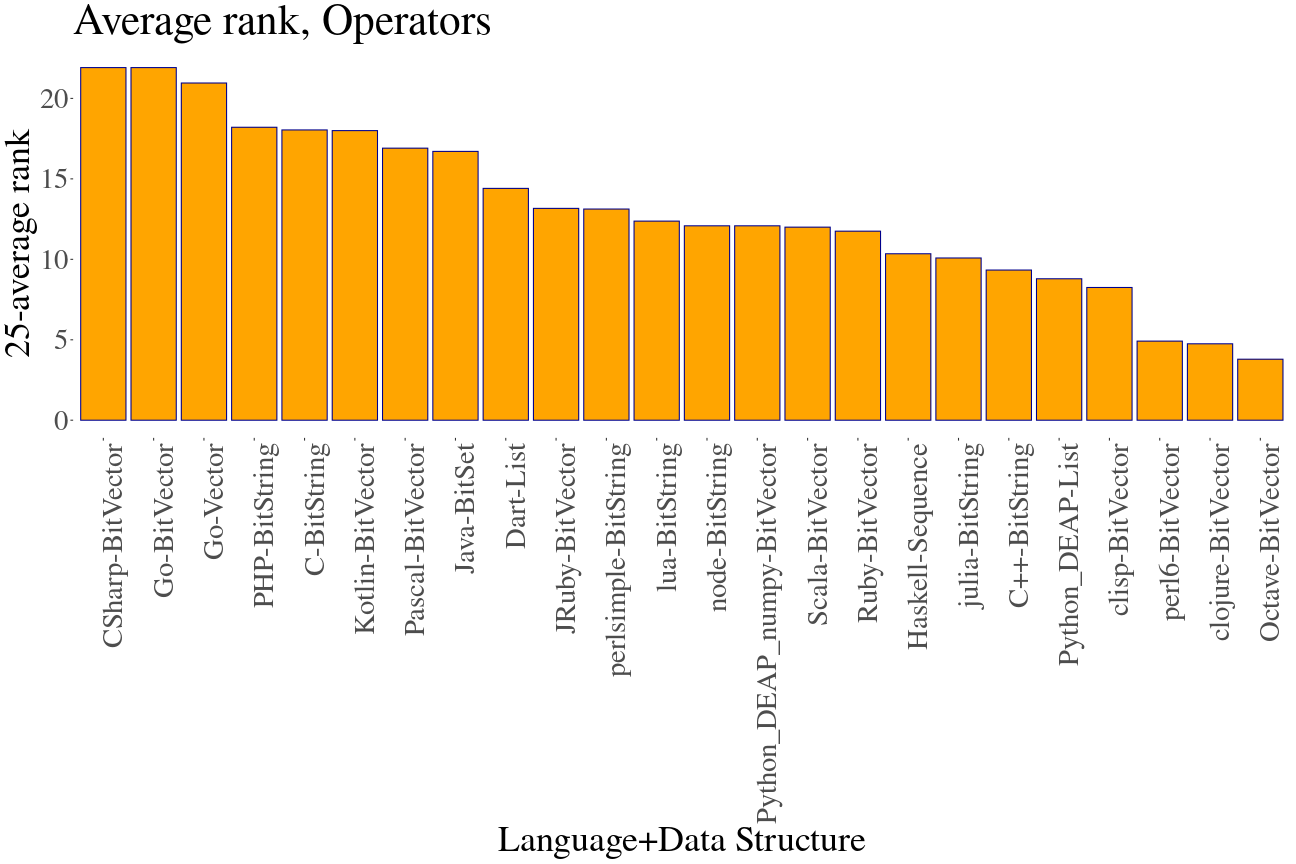 Average rank, Operators
25-average rank
20
15
10
5
0
CSharp-BitVector
Go-BitVector
Go-Vector
PHP-BitString
C-BitString
Kotlin-BitVector
Pascal-BitVector
Java-BitSet
Dart-List
JRuby-BitVector
perlsimple-BitString
lua-BitString
node-BitString
Python_DEAP_numpy-BitVector
Scala-BitVector
Ruby-BitVector
Haskell-Sequence
julia-BitString
C++-BitString
Python_DEAP-List
clisp-BitVector
perl6-BitVector
clojure-BitVector
Octave-BitVector
Language+Data Structure